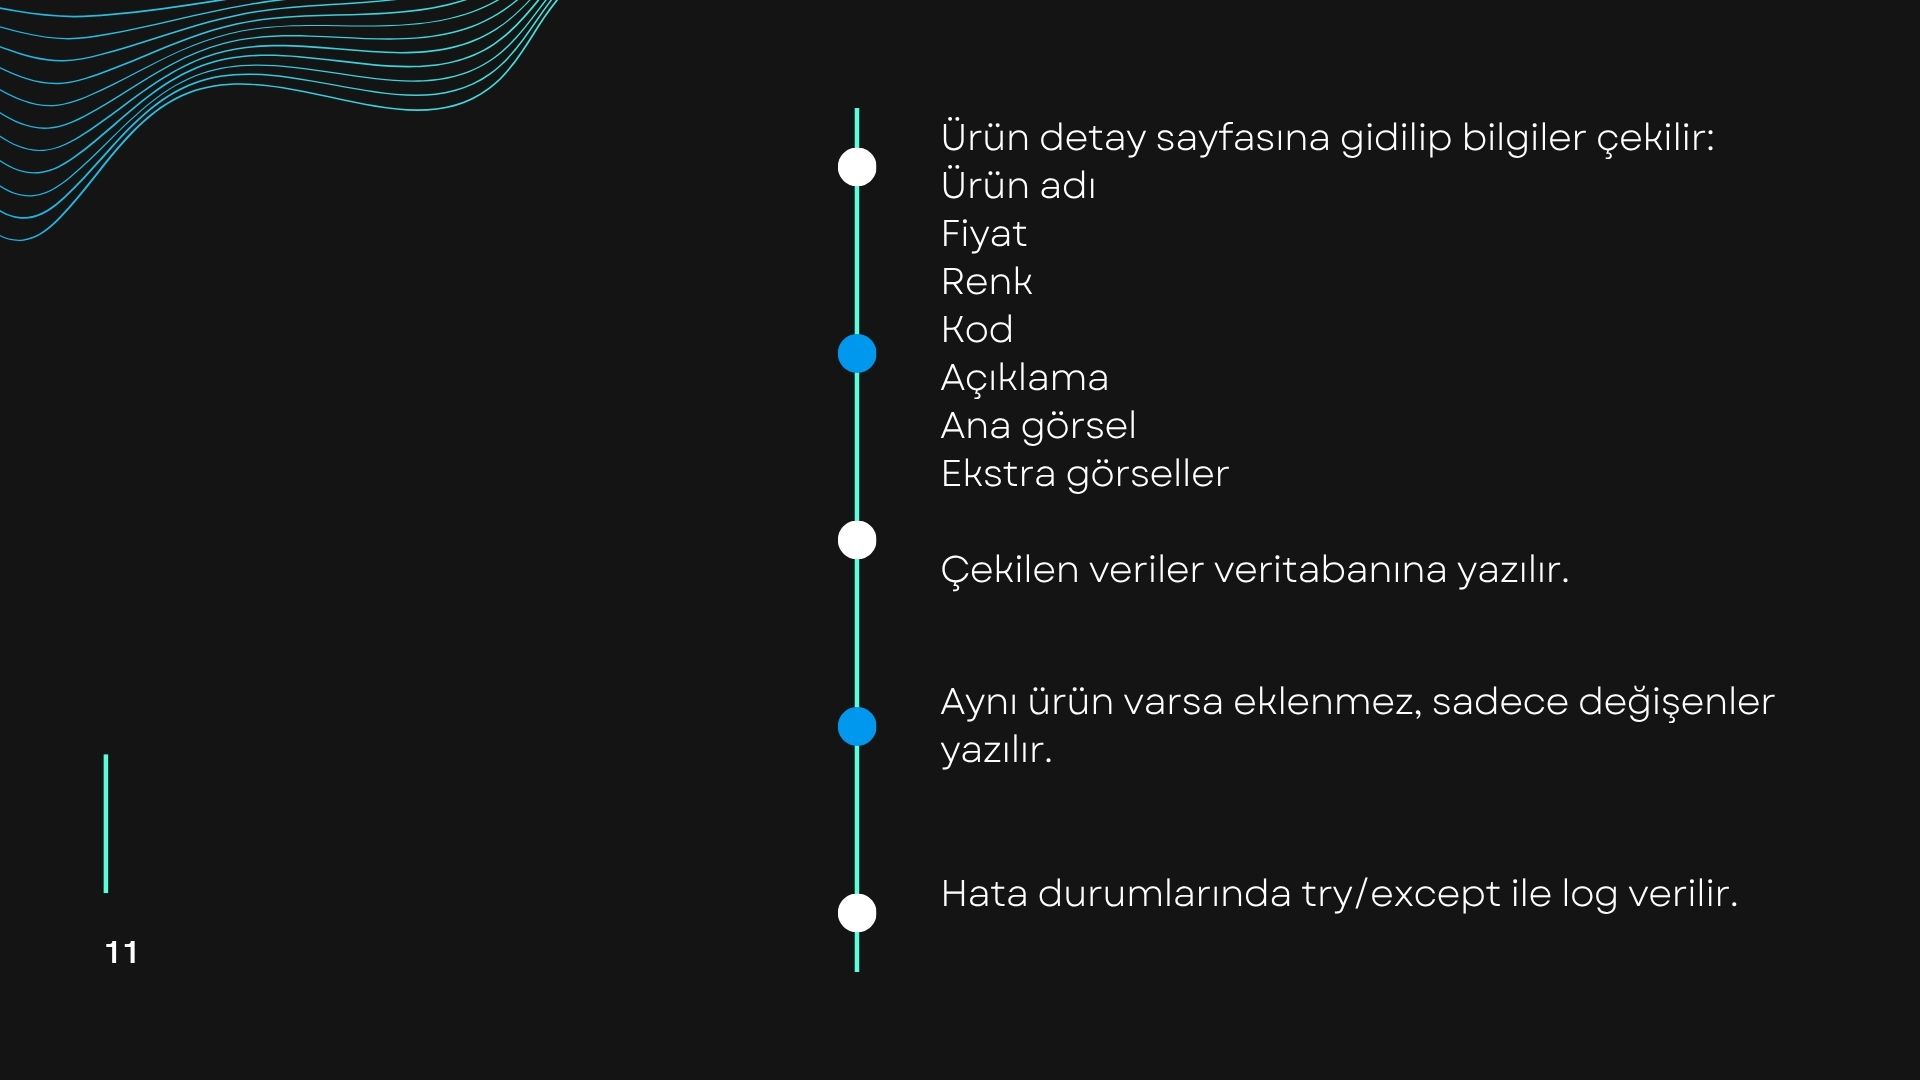 Ürün detay sayfasına gidilip bilgiler çekilir:
Ürün adı
Fiyat
Renk
Kod
Açıklama
Ana görsel
Ekstra görseller
Çekilen veriler veritabanına yazılır.
Aynı ürün varsa eklenmez, sadece değişenler
yazılır.
Hata durumlarında try/except ile log verilir.
11